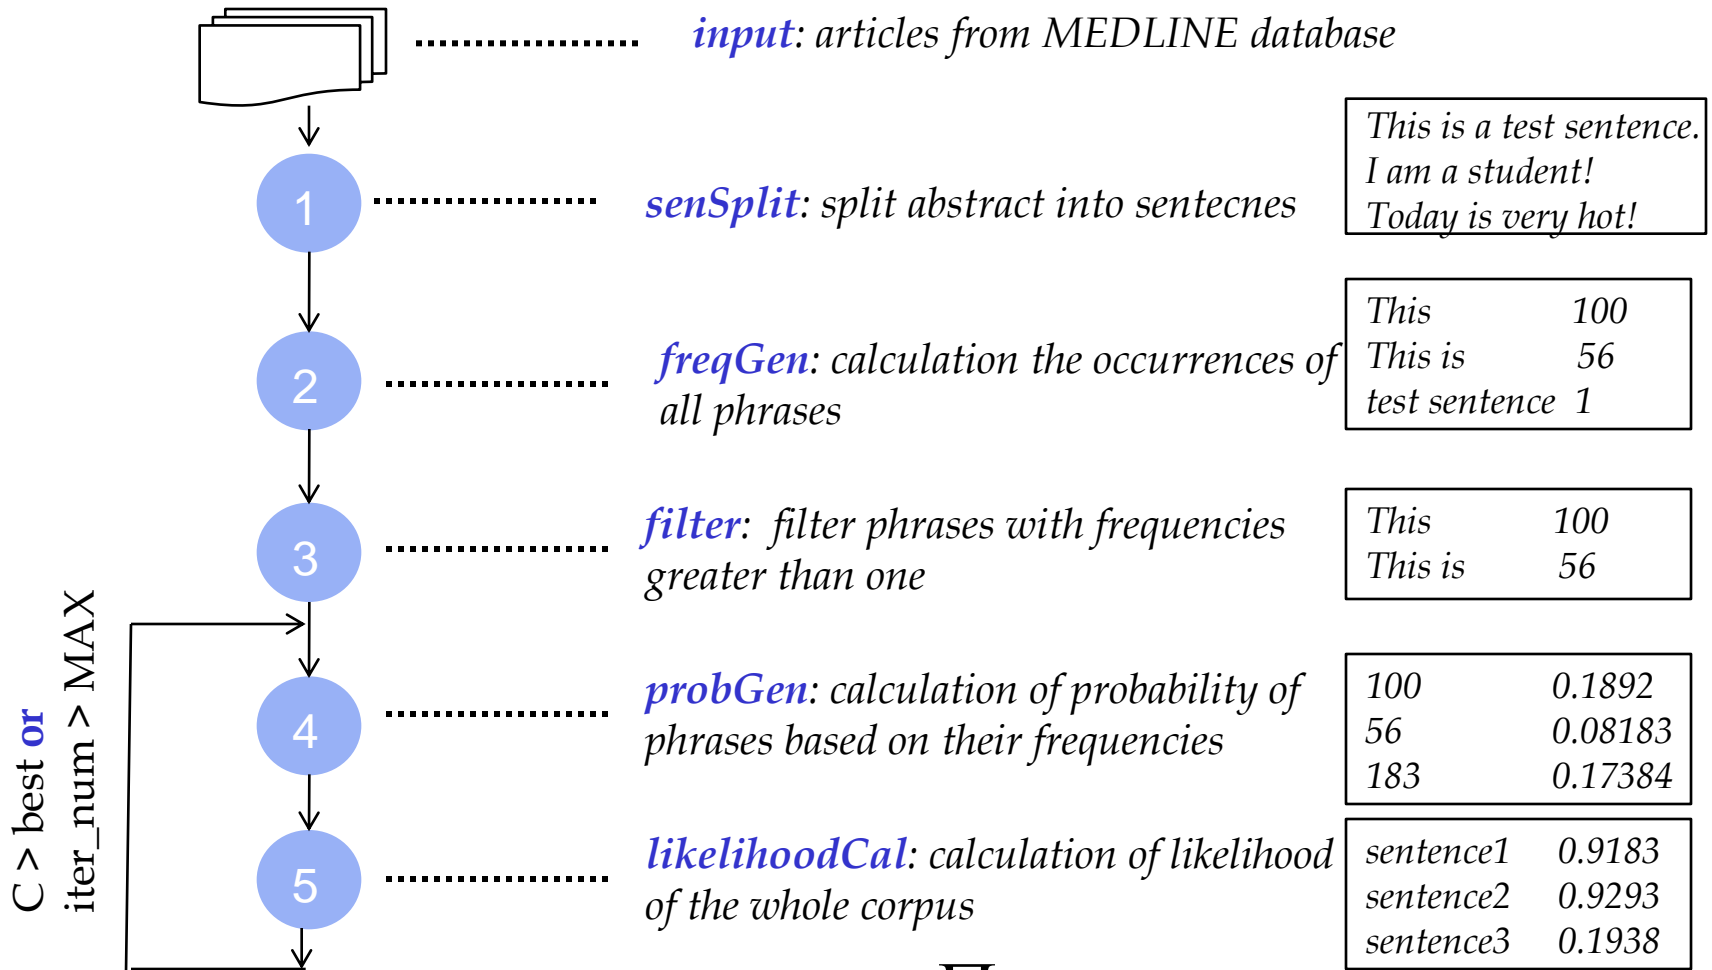 input: articles from MEDLINE database
This is a test sentence.
I am a student!
Today is very hot!
1
senSplit: split abstract into sentecnes
This 100
This is 56
test sentence 1
2
freqGen: calculation the occurrences of
all phrases
3
filter: filter phrases with frequencies
greater than one
This 100
This is 56
C > best or
iter_num > MAX
4
probGen: calculation of probability of
phrases based on their frequencies
100 0.1892
56 0.08183
183 0.17384
5
likelihoodCal: calculation of likelihood
of the whole corpus
sentence1 0.9183
sentence2 0.9293
sentence3 0.1938